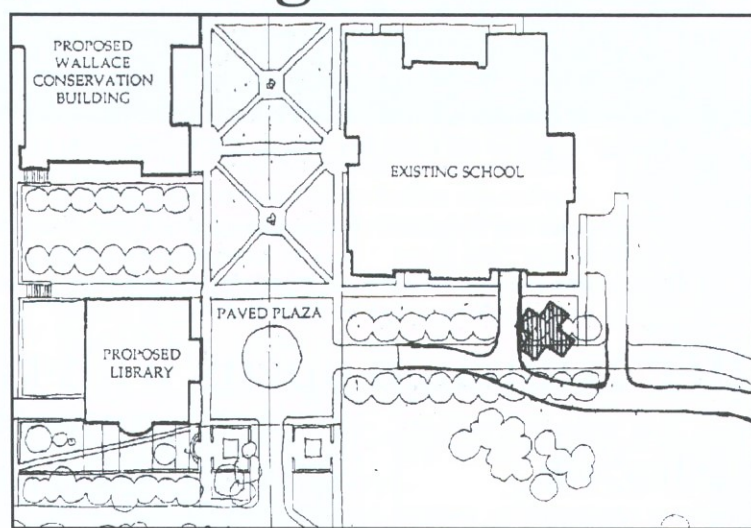 PROPOSED
WALLACE
CONSERVATION
BUILDING
EXISTING SCHOOL
PAVED PLAZA
PROPOSED
LIBRARY